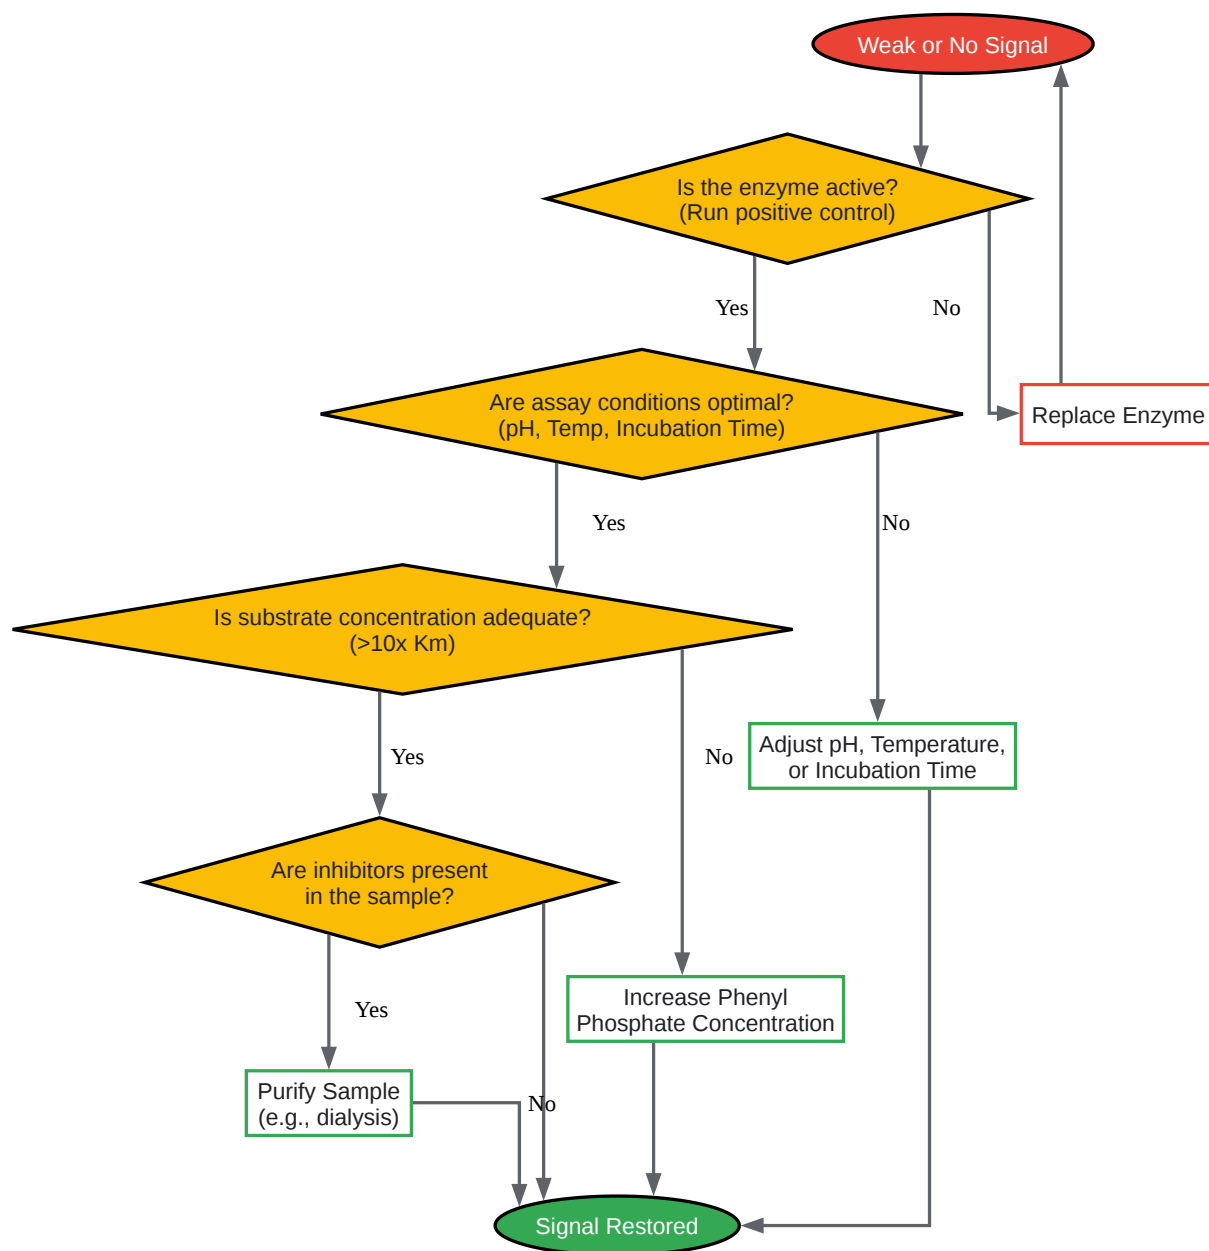 Weak or No Signal
Is the enzyme active?
(Run positive control)
Yes
No
Are assay conditions optimal?
(pH, Temp, Incubation Time)
Replace Enzyme
Yes
No
Is substrate concentration adequate?
(>10x Km)
Yes
No
Adjust pH, Temperature,
or Incubation Time
Are inhibitors present
in the sample?
Yes
Increase Phenyl
Phosphate Concentration
Purify Sample
(e.g., dialysis)
No
Signal Restored